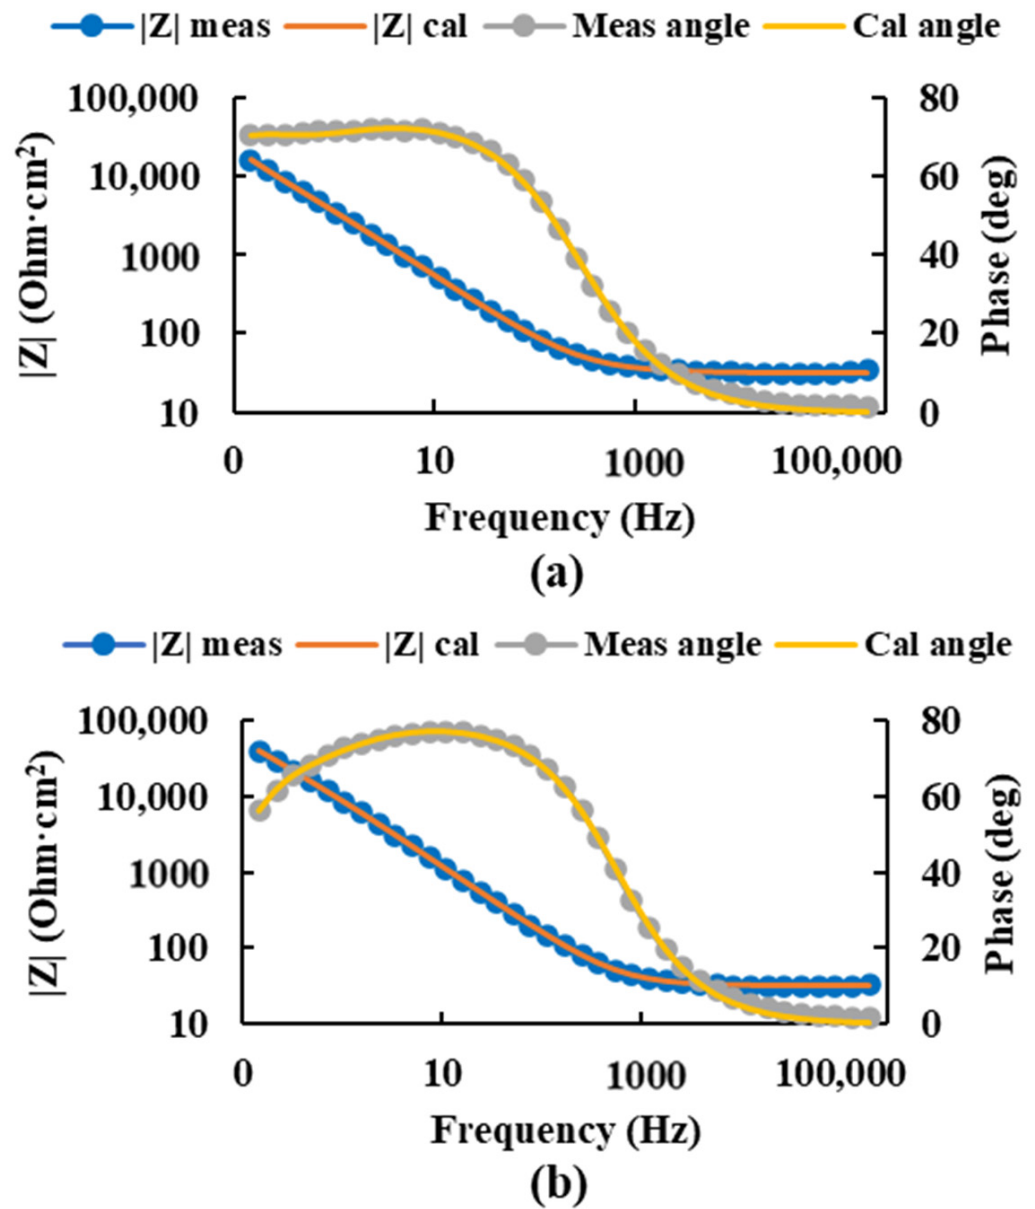 |Z| meas |Z| cal Meas angle Cal angle
100,000 80
10,000 60
1000 40
100 20
10 0
|Z| (Ohm·cm²)
Phase (deg)
0 10 1000 100,000
Frequency (Hz)
(a)
|Z| meas |Z| cal Meas angle Cal angle
100,000 80
10,000 60
1000 40
100 20
10 0
|Z| (Ohm·cm²)
Phase (deg)
0 10 1000 100,000
Frequency (Hz)
(b)